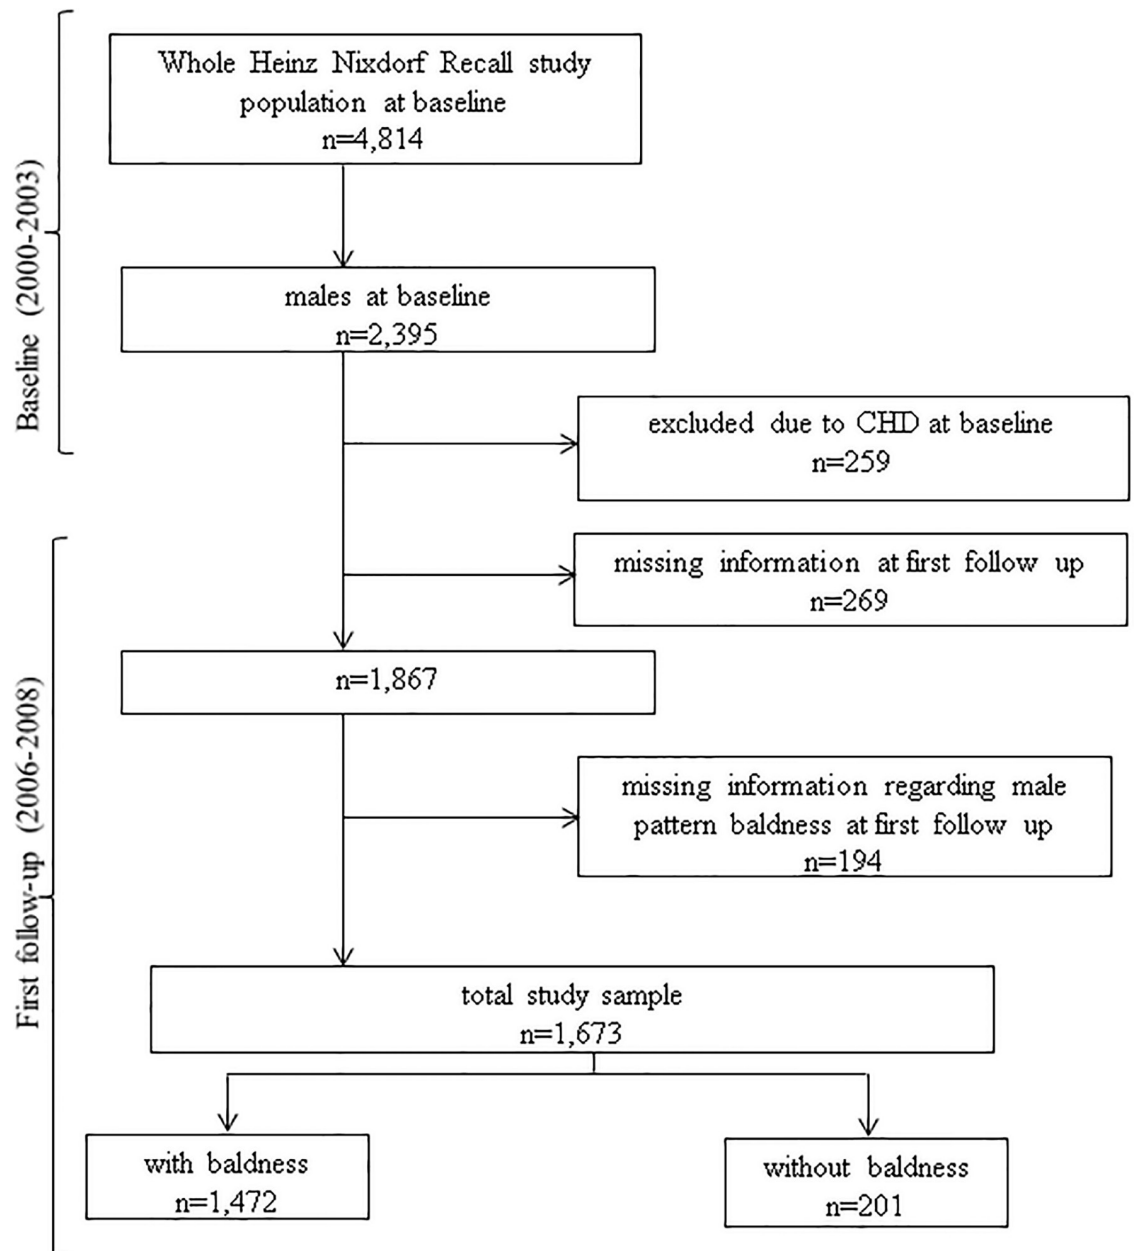 Baseline (2000-2003)
Whole Heinz Nixdorf Recall study
population at baseline
n=4,814
males at baseline
n=2,395
excluded due to CHD at baseline
n=259
First follow-up (2006-2008)
missing information at first follow up
n=269
n=1,867
missing information regarding male
pattern baldness at first follow up
n=194
total study sample
n=1,673
with baldness
n=1,472
without baldness
n=201